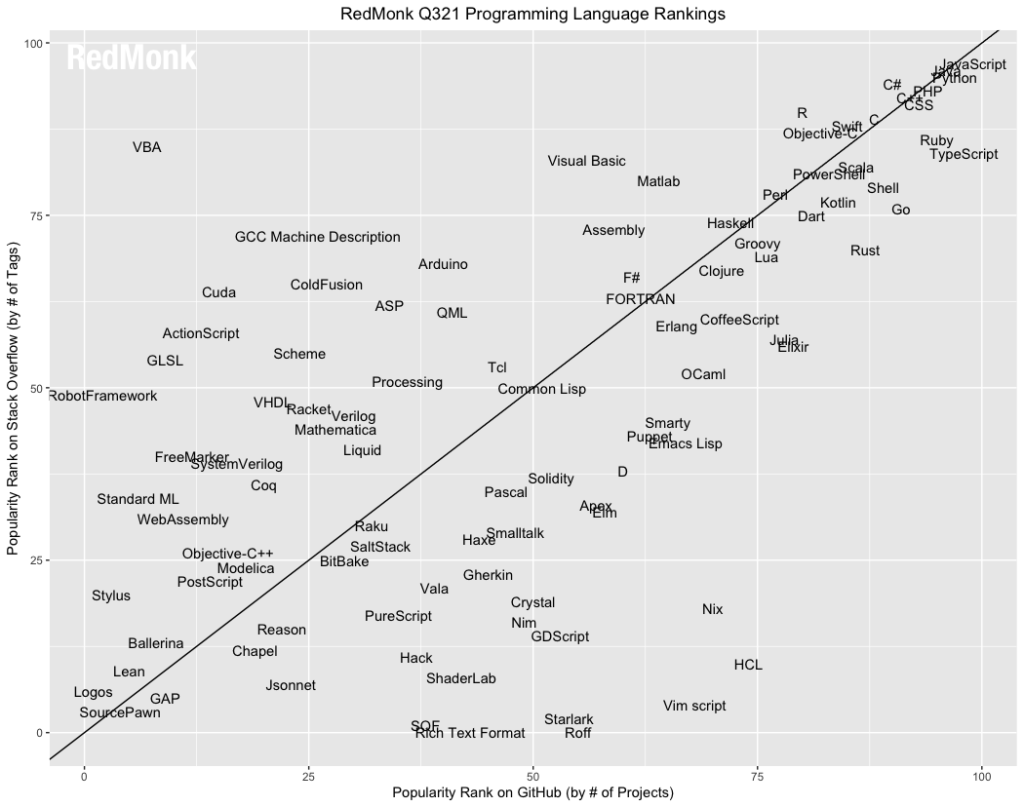 RedMonk Q321 Programming Language Rankings
RedMonk
Popularity Rank on Stack Overflow (by # of Tags)
100
75
50
25
0
JavaScript
Java
Python
C#
PHP
C++
CSS
R
C
Swift
Objective-C
Ruby
VBA
TypeScript
Visual Basic
Scala
PowerShell
Matlab
Shell
Perl
Kotlin
Go
Dart
Haskell
Assembly
GCC Machine Description
Groovy
Rust
Lua
Arduino
Clojure
F#
ColdFusion
Cuda
FORTRAN
ASP
QML
CoffeeScript
Erlang
ActionScript
Julia
Elixir
Scheme
GLSL
Tcl
OCaml
Processing
Common Lisp
RobotFramework
VHDL
Racket
Verilog
Smarty
Mathematica
Puppet
Emacs Lisp
Liquid
FreeMarker
SystemVerilog
D
Solidity
Coq
Pascal
Standard ML
Apex
Elm
WebAssembly
Raku
Smalltalk
Haxe
SaltStack
Objective-C++
BitBake
Modelica
Gherkin
PostScript
Vala
Stylus
Crystal
Nix
PureScript
Nim
Reason
GDScript
Ballerina
Chapel
Hack
HCL
Lean
ShaderLab
Jsonnet
Logos
GAP
Vim script
SourcePawn
Starlark
SQF
Rich Text Format
Roff
0
25
50
75
100
Popularity Rank on GitHub (by # of Projects)